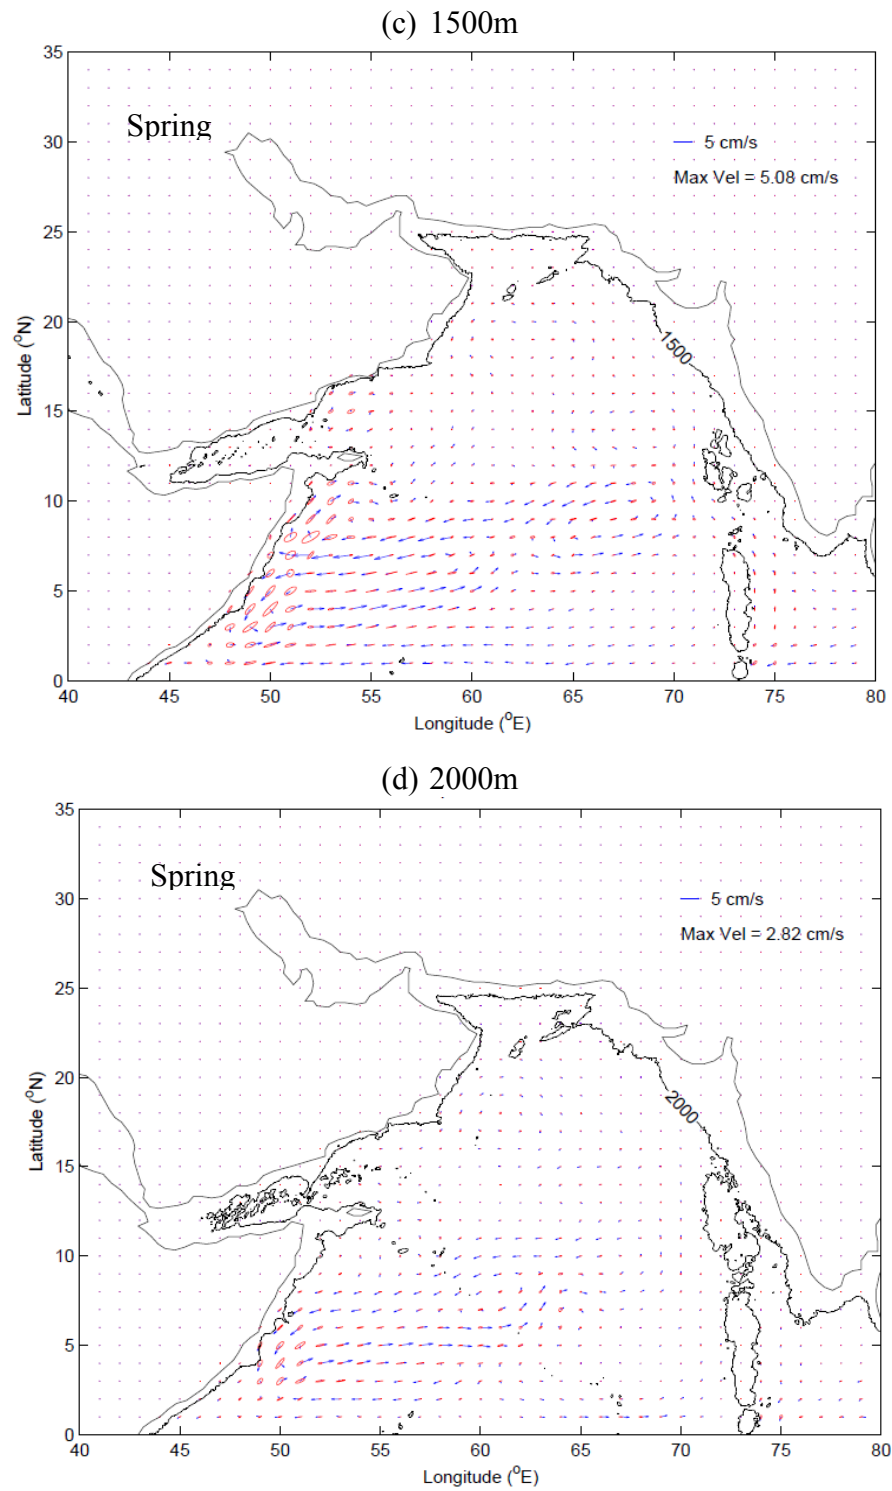 (c) 1500m
35
Spring
30
5 cm/s
Max Vel = 5.08 cm/s
25
20
Latitude (°N)
1500
15
10
5
0
40 45 50 55 60 65 70 75 80
Longitude (°E)
(d) 2000m
35
Spring
30
5 cm/s
Max Vel = 2.82 cm/s
25
20
Latitude (°N)
2000
15
10
5
0
40 45 50 55 60 65 70 75 80
Longitude (°E)